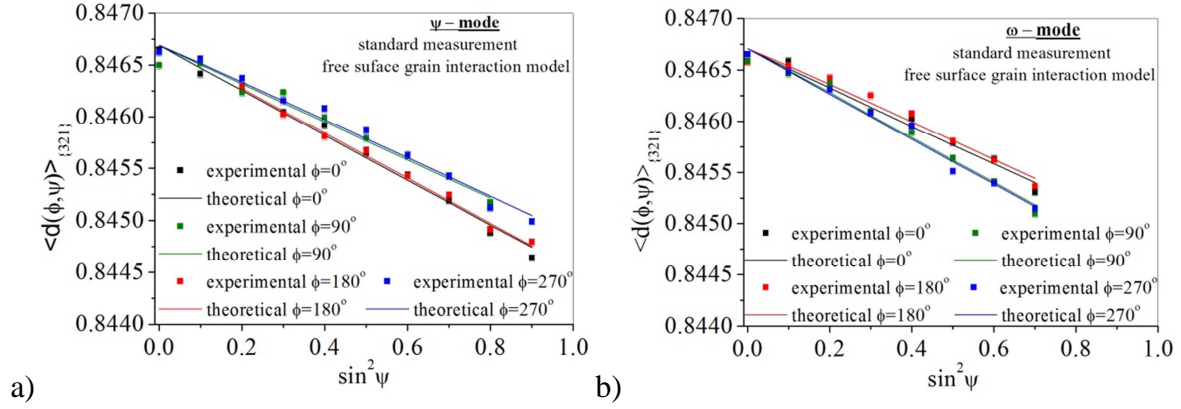 a)
ψ – mode
standard measurement
free suface grain interaction model
<d(ϕ,ψ)>{321}
0.8470
0.8465
0.8460
0.8455
0.8450
0.8445
0.8440
experimental ϕ=0°
theoretical ϕ=0°
experimental ϕ=90°
theoretical ϕ=90°
experimental ϕ=180° experimental ϕ=270°
theoretical ϕ=180° theoretical ϕ=270°
0.0 0.2 0.4 0.6 0.8 1.0
sin²ψ
b)
ω – mode
standard measurement
free suface grain interaction model
<d(ϕ,ψ)>{321}
0.8470
0.8465
0.8460
0.8455
0.8450
0.8445
0.8440
experimental ϕ=0° experimental ϕ=90°
theoretical ϕ=0° theoretical ϕ=90°
experimental ϕ=180° experimental ϕ=270°
theoretical ϕ=180° theoretical ϕ=270°
0.0 0.2 0.4 0.6 0.8 1.0
sin²ψ